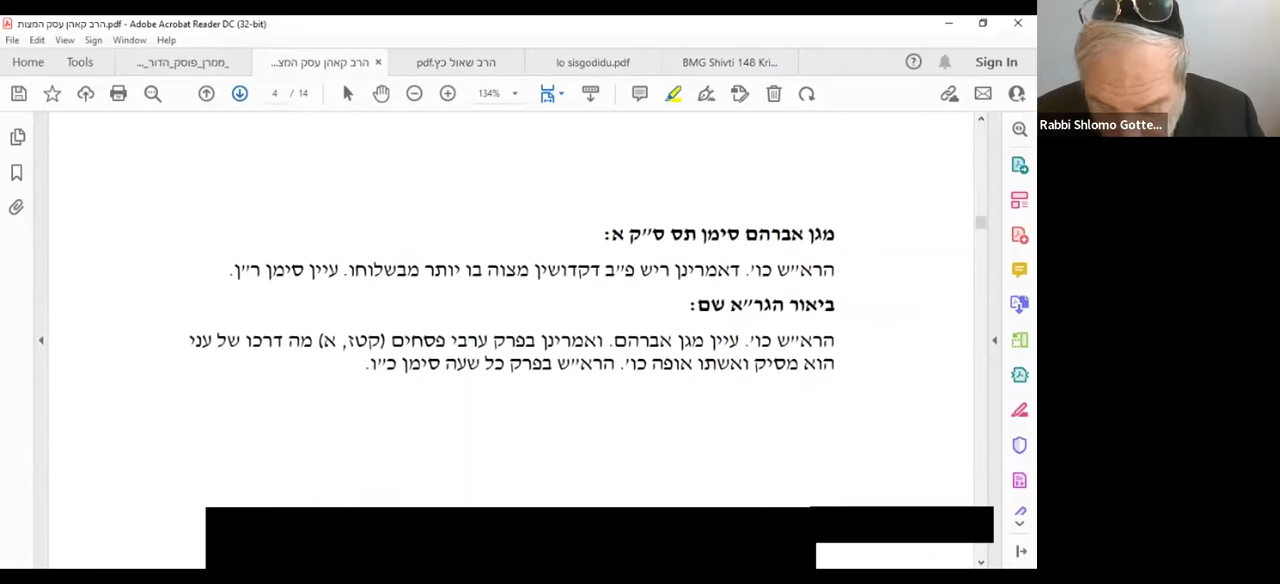 הרב קאהן עסק המצות.pdf - Adobe Acrobat Reader DC (32-bit)
File Edit View Sign Window Help
Home Tools ממרן_פוסק_הדור_... הרב קאהן עסק המצ... × הרב שאול כץ.pdf lo sisgodidu.pdf BMG Shivti 148 Kri... Sign In
4 / 14 134%
Rabbi Shlomo Gotte...
מגן אברהם סימן תס ס״ק א:
הרא״ש כו׳. דאמרינן ריש פ״ב דקדושין מצוה בו יותר מבשלוחו. עיין סימן ר״ן.
ביאור הגר״א שם:
הרא״ש כו׳. עיין מגן אברהם. ואמרינן בפרק ערבי פסחים (קטז, א) מה דרכו של עני
הוא מסיק ואשתו אופה כו׳. הרא״ש בפרק כל שעה סימן כ״ו.